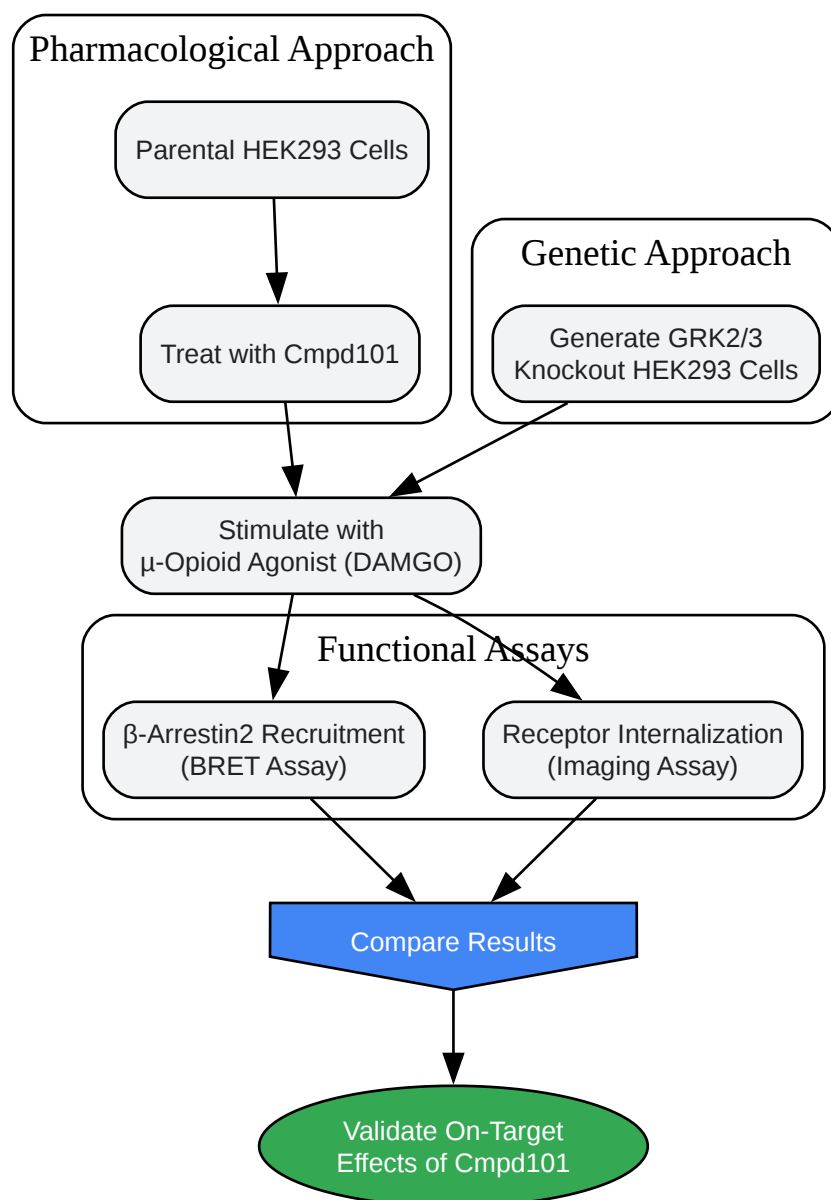 Pharmacological Approach
Parental HEK293 Cells
Genetic Approach
Treat with Cmpd101
Generate GRK2/3
Knockout HEK293 Cells
Stimulate with
µ-Opioid Agonist (DAMGO)
Functional Assays
β-Arrestin2 Recruitment
(BRET Assay)
Receptor Internalization
(Imaging Assay)
Compare Results
Validate On-Target
Effects of Cmpd101